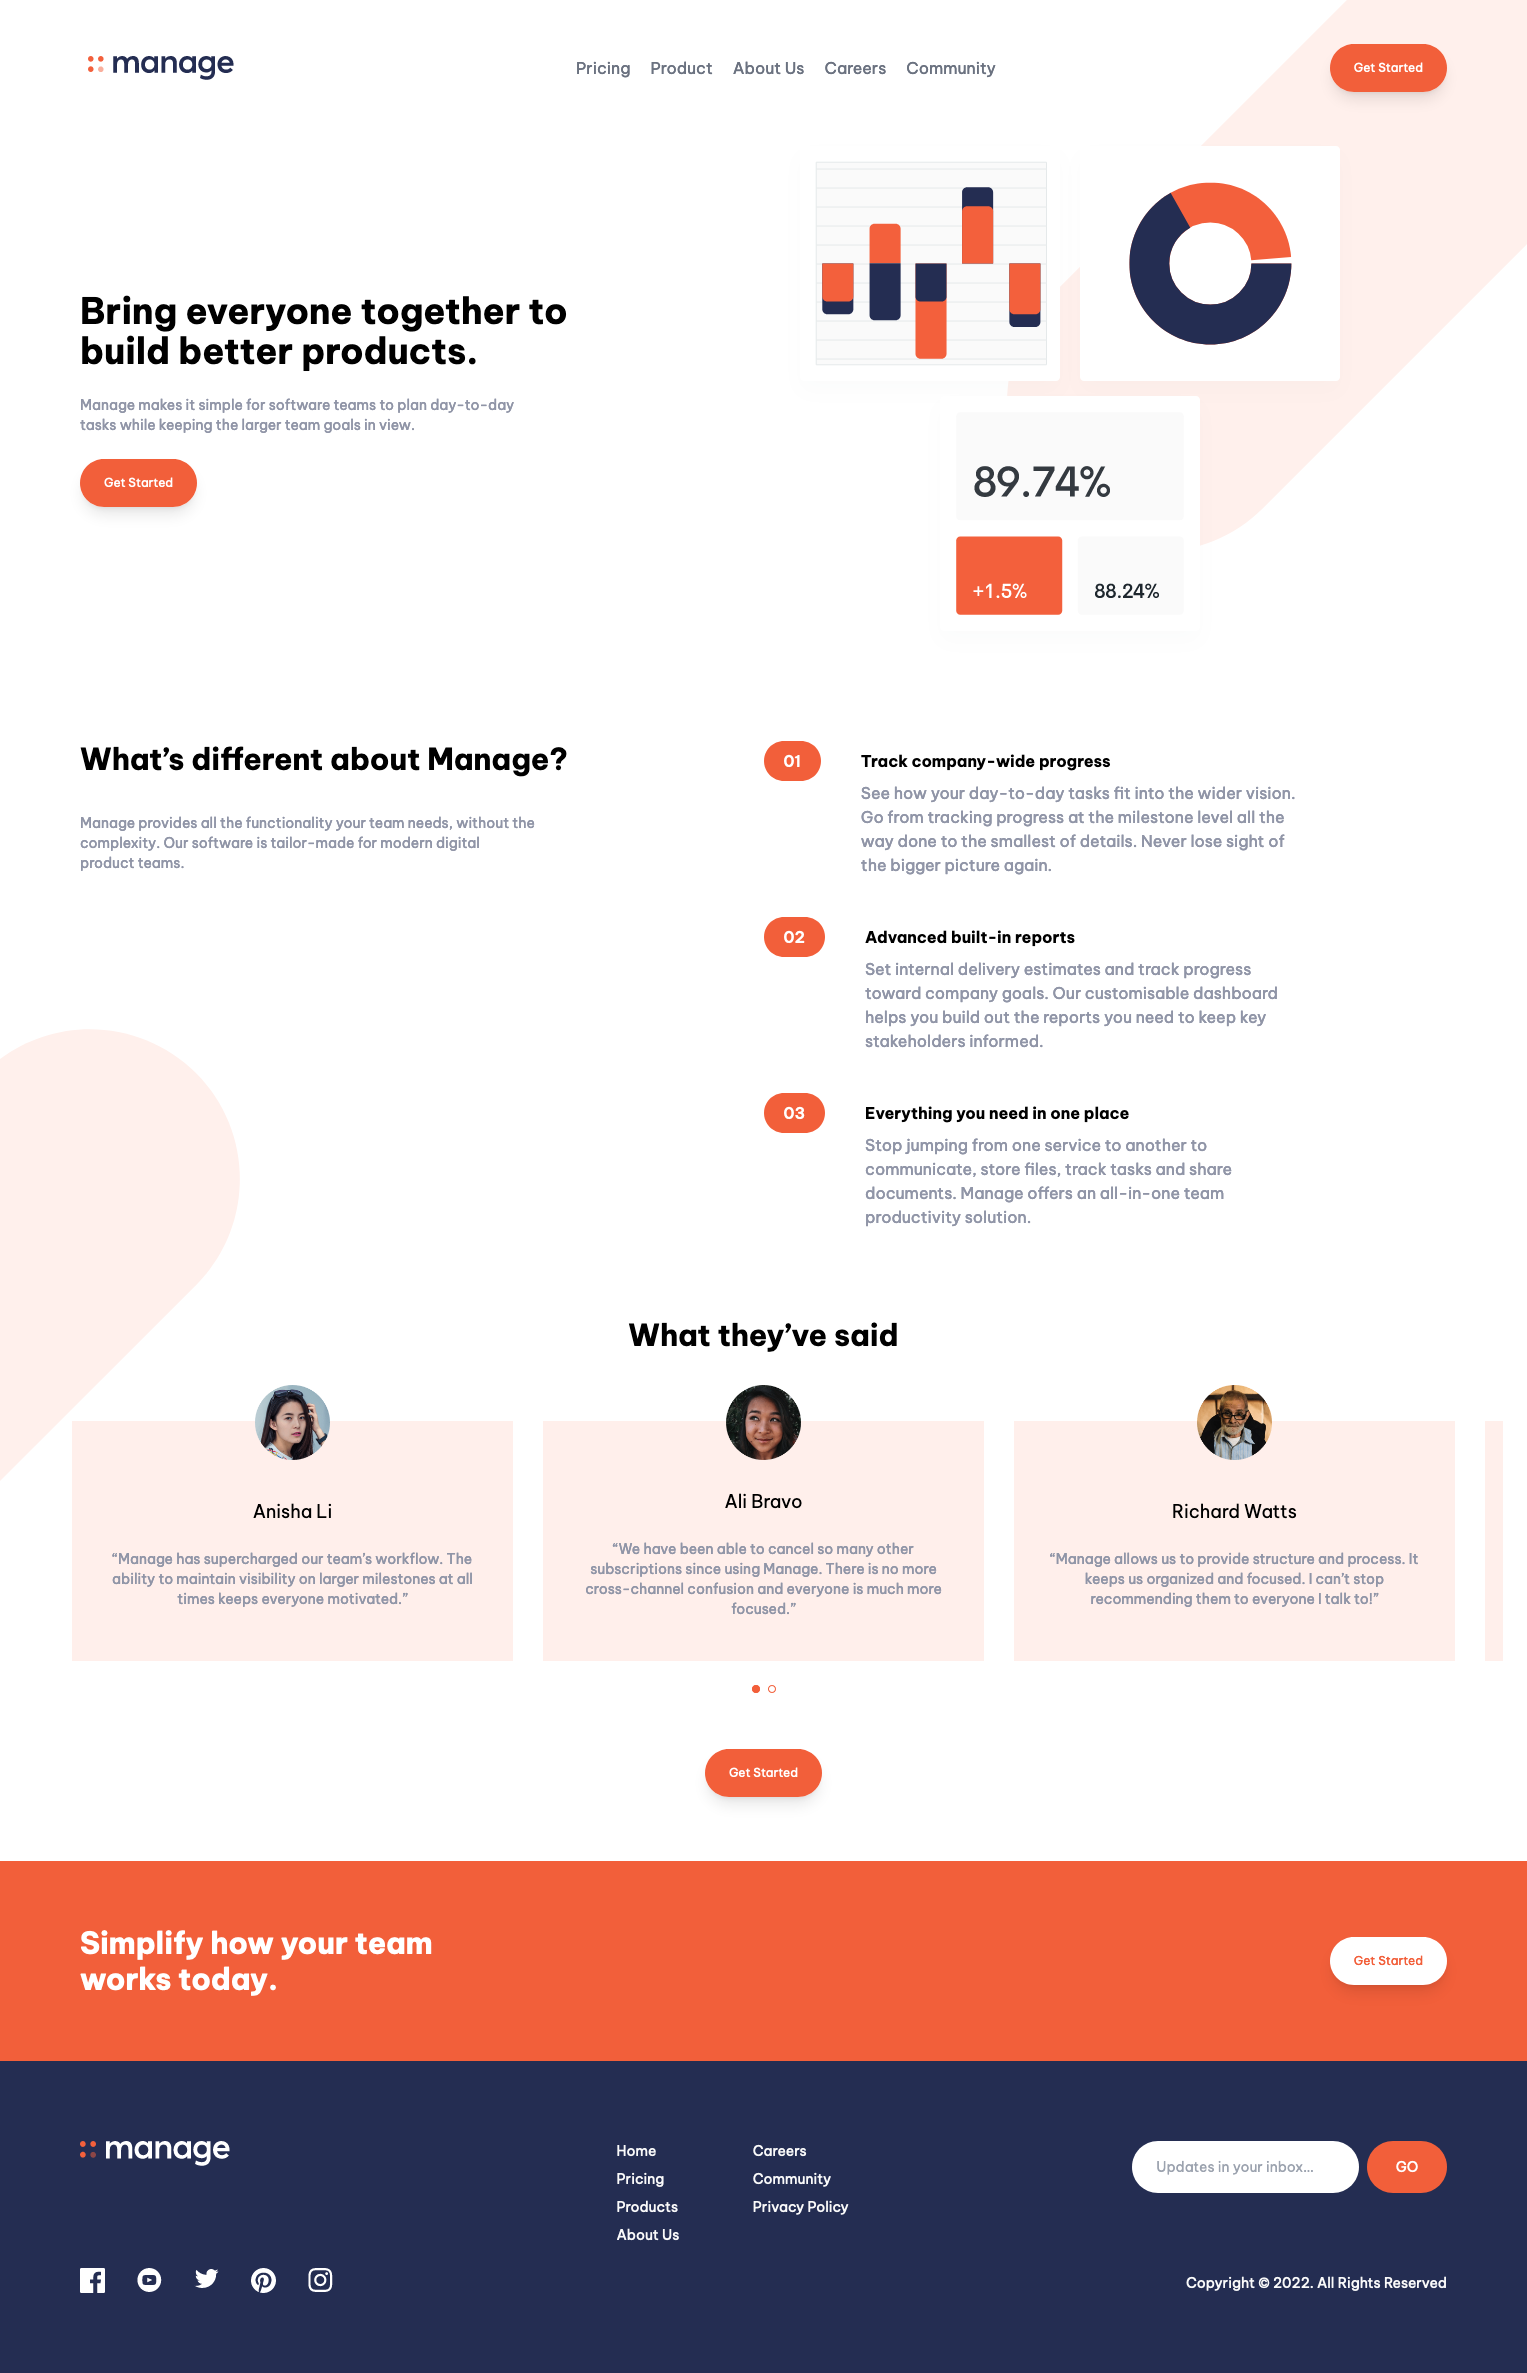 manage
Pricing Product About Us Careers Community
Get Started
Bring everyone together to
build better products.
Manage makes it simple for software teams to plan day-to-day
tasks while keeping the larger team goals in view.
Get Started
89.74%
+1.5%
88.24%
What’s different about Manage?
Manage provides all the functionality your team needs, without the
complexity. Our software is tailor-made for modern digital
product teams.
01
Track company-wide progress
See how your day-to-day tasks fit into the wider vision.
Go from tracking progress at the milestone level all the
way done to the smallest of details. Never lose sight of
the bigger picture again.
02
Advanced built-in reports
Set internal delivery estimates and track progress
toward company goals. Our customisable dashboard
helps you build out the reports you need to keep key
stakeholders informed.
03
Everything you need in one place
Stop jumping from one service to another to
communicate, store files, track tasks and share
documents. Manage offers an all-in-one team
productivity solution.
What they’ve said
Anisha Li
“Manage has supercharged our team’s workflow. The
ability to maintain visibility on larger milestones at all
times keeps everyone motivated.”
Ali Bravo
“We have been able to cancel so many other
subscriptions since using Manage. There is no more
cross-channel confusion and everyone is much more
focused.”
Richard Watts
“Manage allows us to provide structure and process. It
keeps us organized and focused. I can’t stop
recommending them to everyone I talk to!”
Get Started
Simplify how your team
works today.
Get Started
manage
Home
Pricing
Products
About Us
Careers
Community
Privacy Policy
Updates in your inbox...
GO
Copyright © 2022. All Rights Reserved